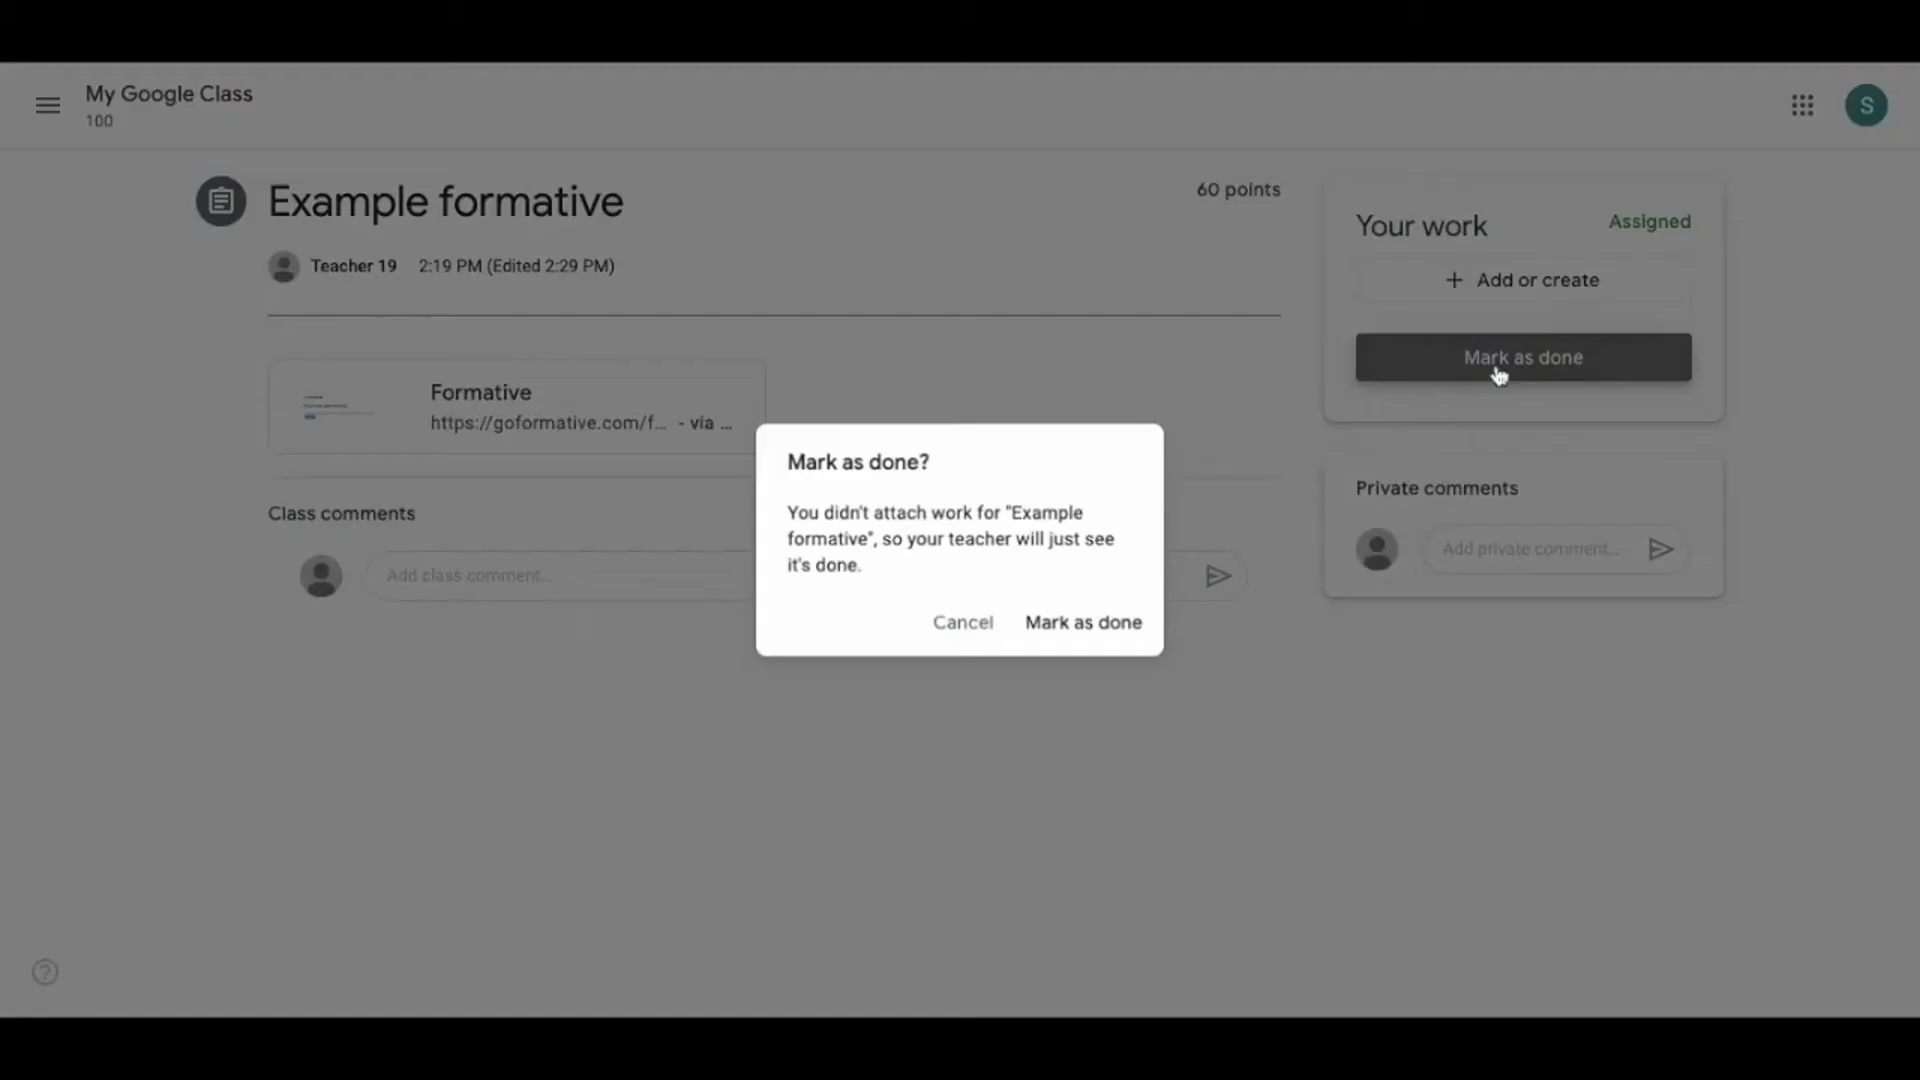 My Google Class
100
S
Example formative
60 points
Teacher 19 2:19 PM (Edited 2:29 PM)
Formative
https://goformative.com/f... - via ...
Class comments
Add class comment...
Your work
Assigned
+ Add or create
Mark as done
Private comments
Add private comment...
Mark as done?
You didn't attach work for "Example
formative", so your teacher will just see
it's done.
Cancel Mark as done
?